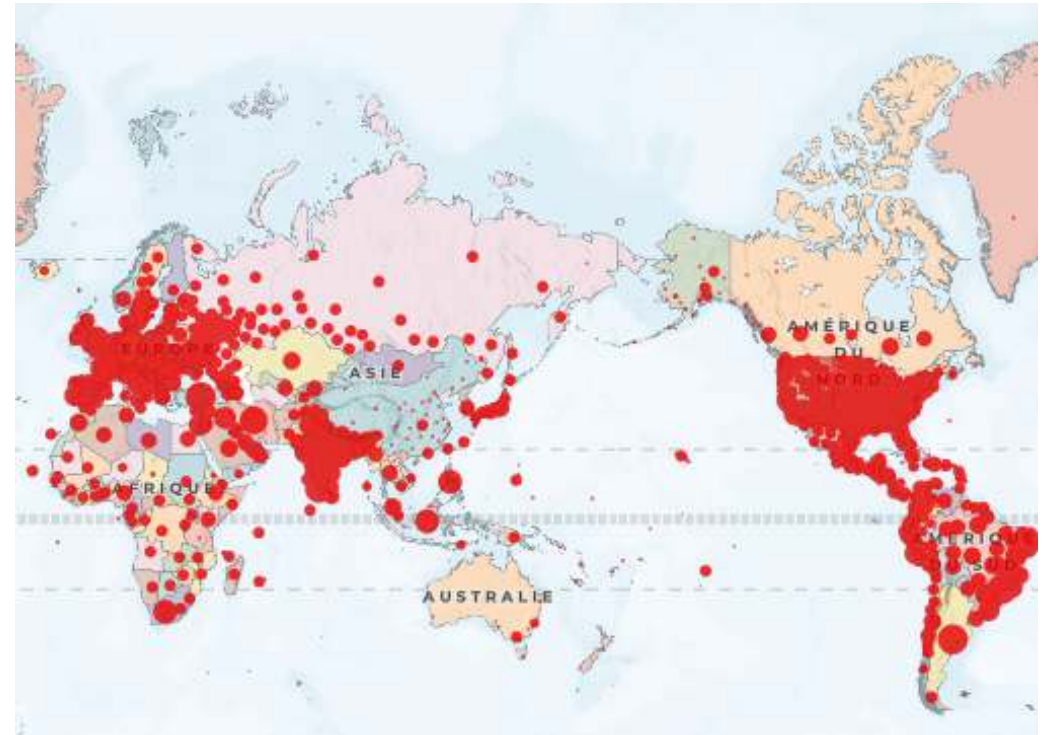 AMÉRIQUE
DU
NORD
EUROPE
ASIE
AFRIQUE
AMÉRIQUE
DU SUD
AUSTRALIE